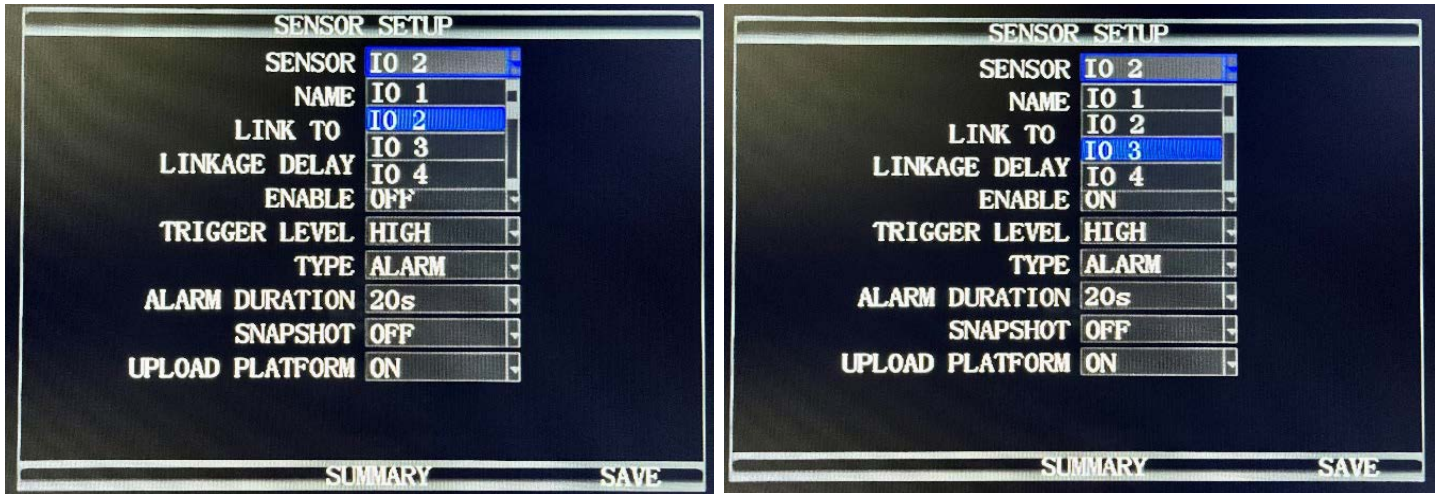 SENSOR SETUP
SENSOR IO 2
NAME IO 1
IO 2
LINK TO
IO 3
LINKAGE DELAY
IO 4
ENABLE OFF
TRIGGER LEVEL HIGH
TYPE ALARM
ALARM DURATION 20s
SNAPSHOT OFF
UPLOAD PLATFORM ON
SUMMARY SAVE
SENSOR SETUP
SENSOR IO 2
NAME IO 1
IO 2
LINK TO
IO 3
LINKAGE DELAY
IO 4
ENABLE ON
TRIGGER LEVEL HIGH
TYPE ALARM
ALARM DURATION 20s
SNAPSHOT OFF
UPLOAD PLATFORM ON
SUMMARY SAVE